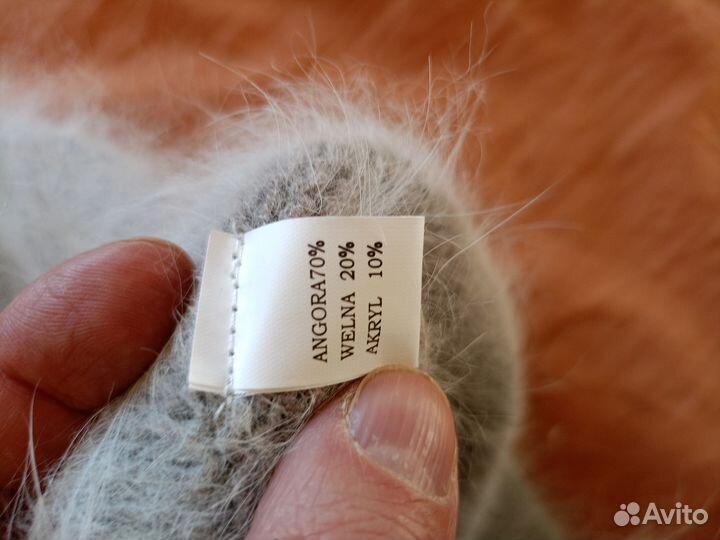 ANGORA70%
WELNA 20%
AKRYL 10%
Avito